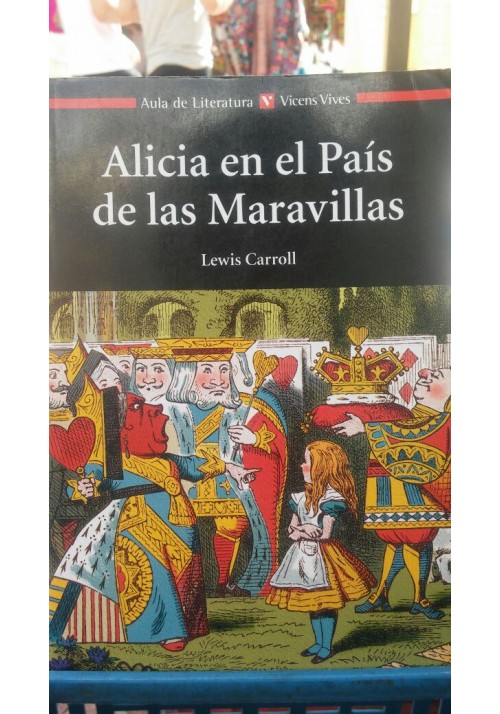 Aula de Literatura V Vicens Vives
Alicia en el País
de las Maravillas
Lewis Carroll